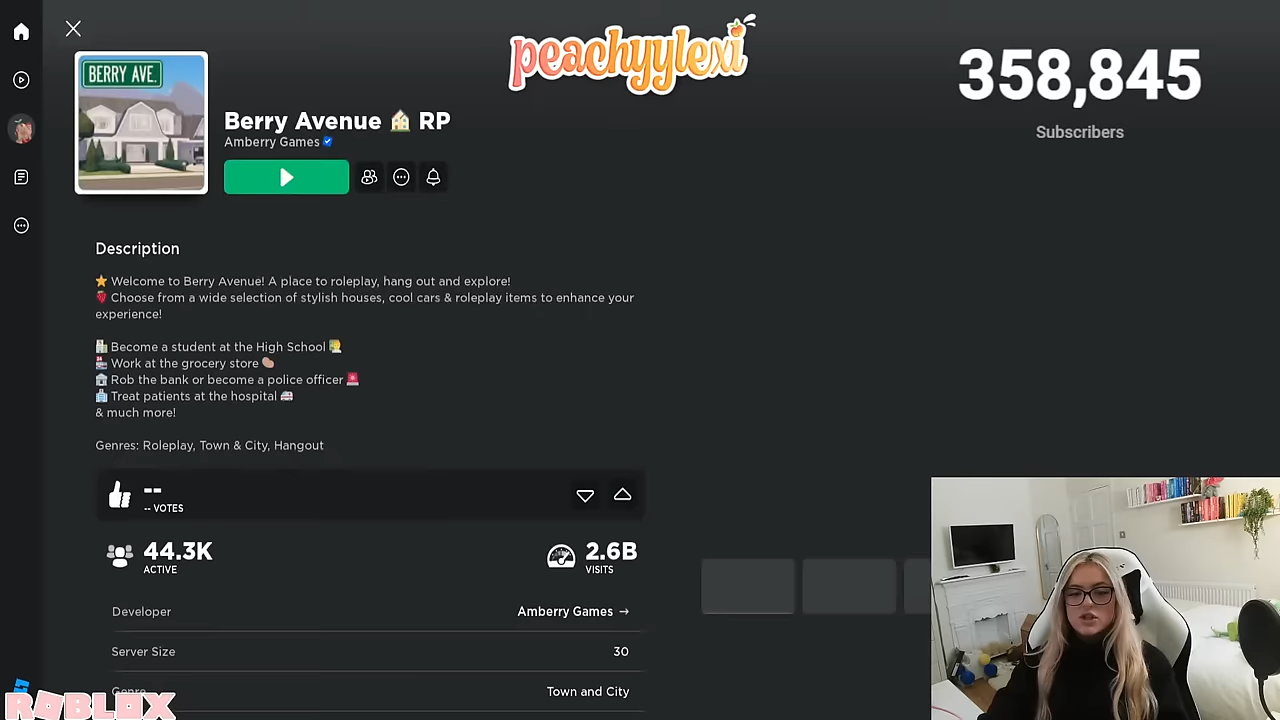 peachyylexi
358,845
Subscribers
BERRY AVE.
Berry Avenue 🏠 RP
Amberry Games
Description
⭐ Welcome to Berry Avenue! A place to roleplay, hang out and explore!
🍓 Choose from a wide selection of stylish houses, cool cars & roleplay items to enhance your
experience!
🏫 Become a student at the High School 👩‍🏫
🏪 Work at the grocery store 🥔
🏦 Rob the bank or become a police officer 🚨
🏥 Treat patients at the hospital 🚑
& much more!
Genres: Roleplay, Town & City, Hangout
--
-- VOTES
44.3K
ACTIVE
2.6B
VISITS
Developer
Amberry Games →
Server Size
30
Genre
Town and City
ROBLOX